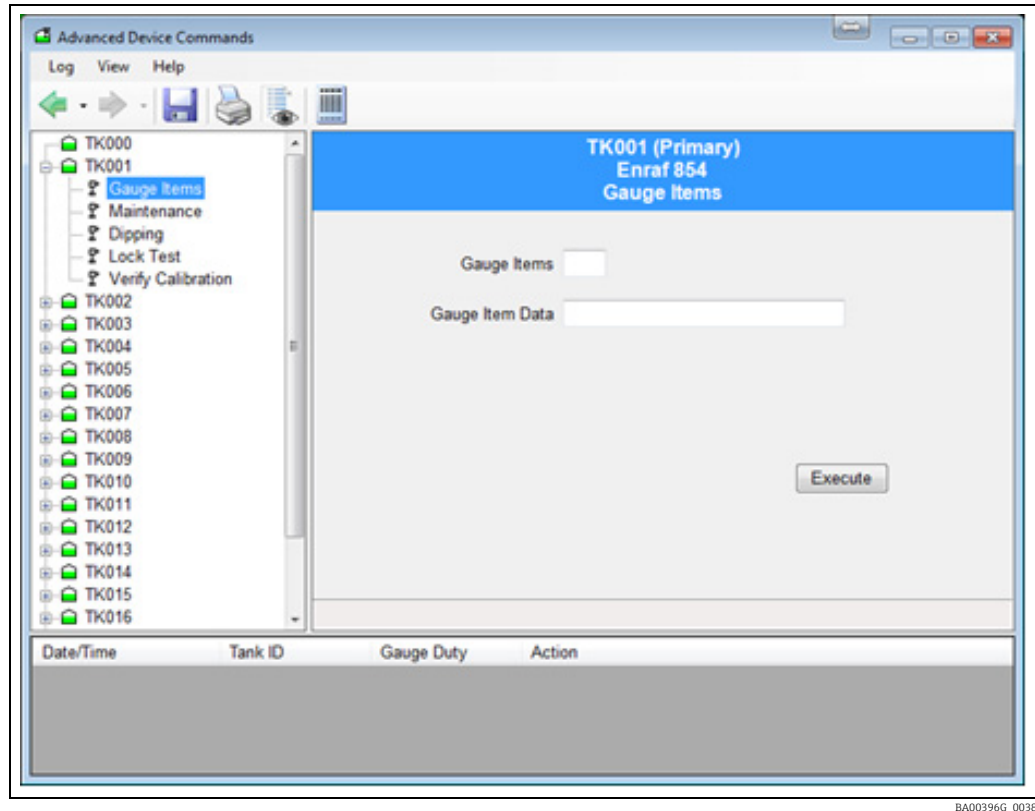 Advanced Device Commands
Log View Help
TK000
TK001
Gauge Items
Maintenance
Dipping
Lock Test
Verify Calibration
TK002
TK003
TK004
TK005
TK006
TK007
TK008
TK009
TK010
TK011
TK012
TK013
TK014
TK015
TK016
TK001 (Primary)
Enraf 854
Gauge Items
Gauge Items
Gauge Item Data
Execute
Date/Time Tank ID Gauge Duty Action
BA00396G_0036